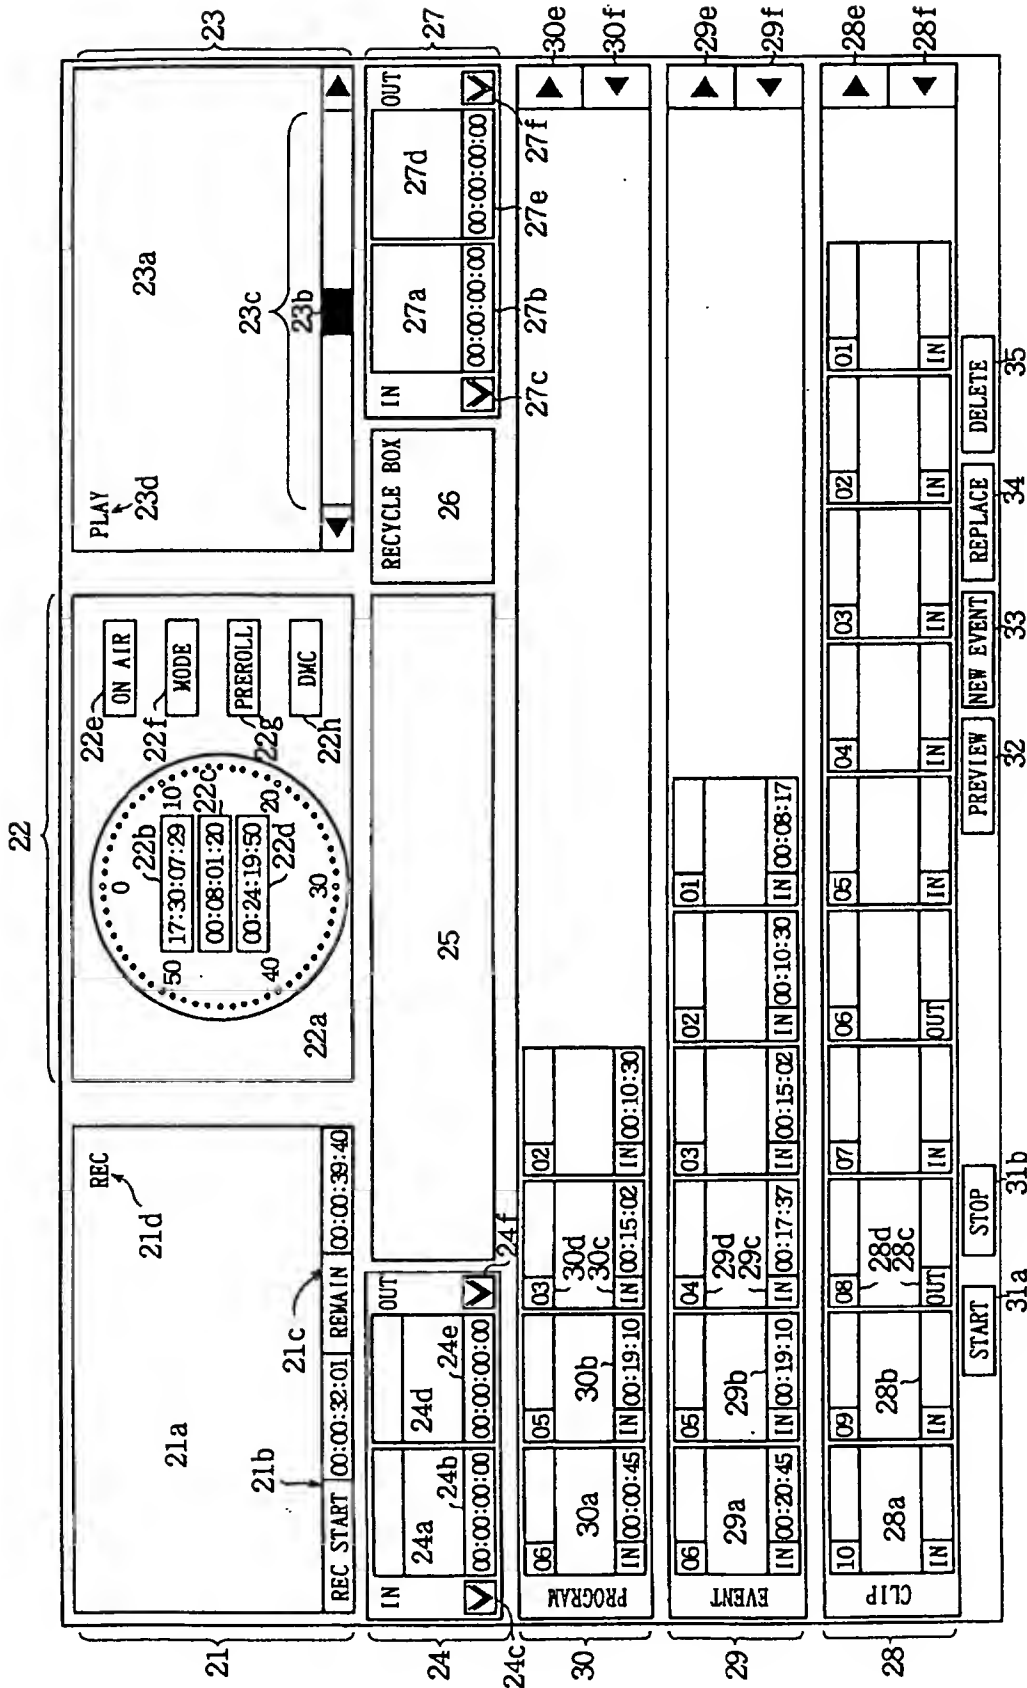 22
21
21a
REC
21d
21b
21c
REC START
00:00:32:01
REMAIN
00:00:39:40
22a
0
10
20
30
40
50
22b
17:30:07:29
22c
00:08:01:20
00:24:19:50
22d
22e
ON AIR
22f
MODE
PREROLL
22g
DMC
22h
23
PLAY
23d
23a
23c
23b
24
IN
24a
24b
00:00:00:00
24d
24e
00:00:00:00
OUT
24c
24f
25
RECYCLE BOX
26
27
IN
27a
00:00:00:00
27d
00:00:00:00
OUT
27c
27b
27e
27f
30
PROGRAM
06
30a
IN 00:00:45
05
30b
IN 00:19:10
03
30d
30c
IN 00:15:02
02
IN 00:10:30
30e
30f
29
EVENT
06
29a
IN 00:20:45
05
29b
IN 00:19:10
04
29d
29c
IN 00:17:37
03
IN 00:15:02
02
IN 00:10:30
01
IN 00:08:17
29e
29f
28
CLIP
10
28a
IN
09
28b
IN
08
28d
28c
OUT
07
IN
06
OUT
05
IN
04
IN
03
IN
02
IN
01
IN
28e
28f
START
STOP
PREVIEW
NEW EVENT
REPLACE
DELETE
31a
31b
32
33
34
35